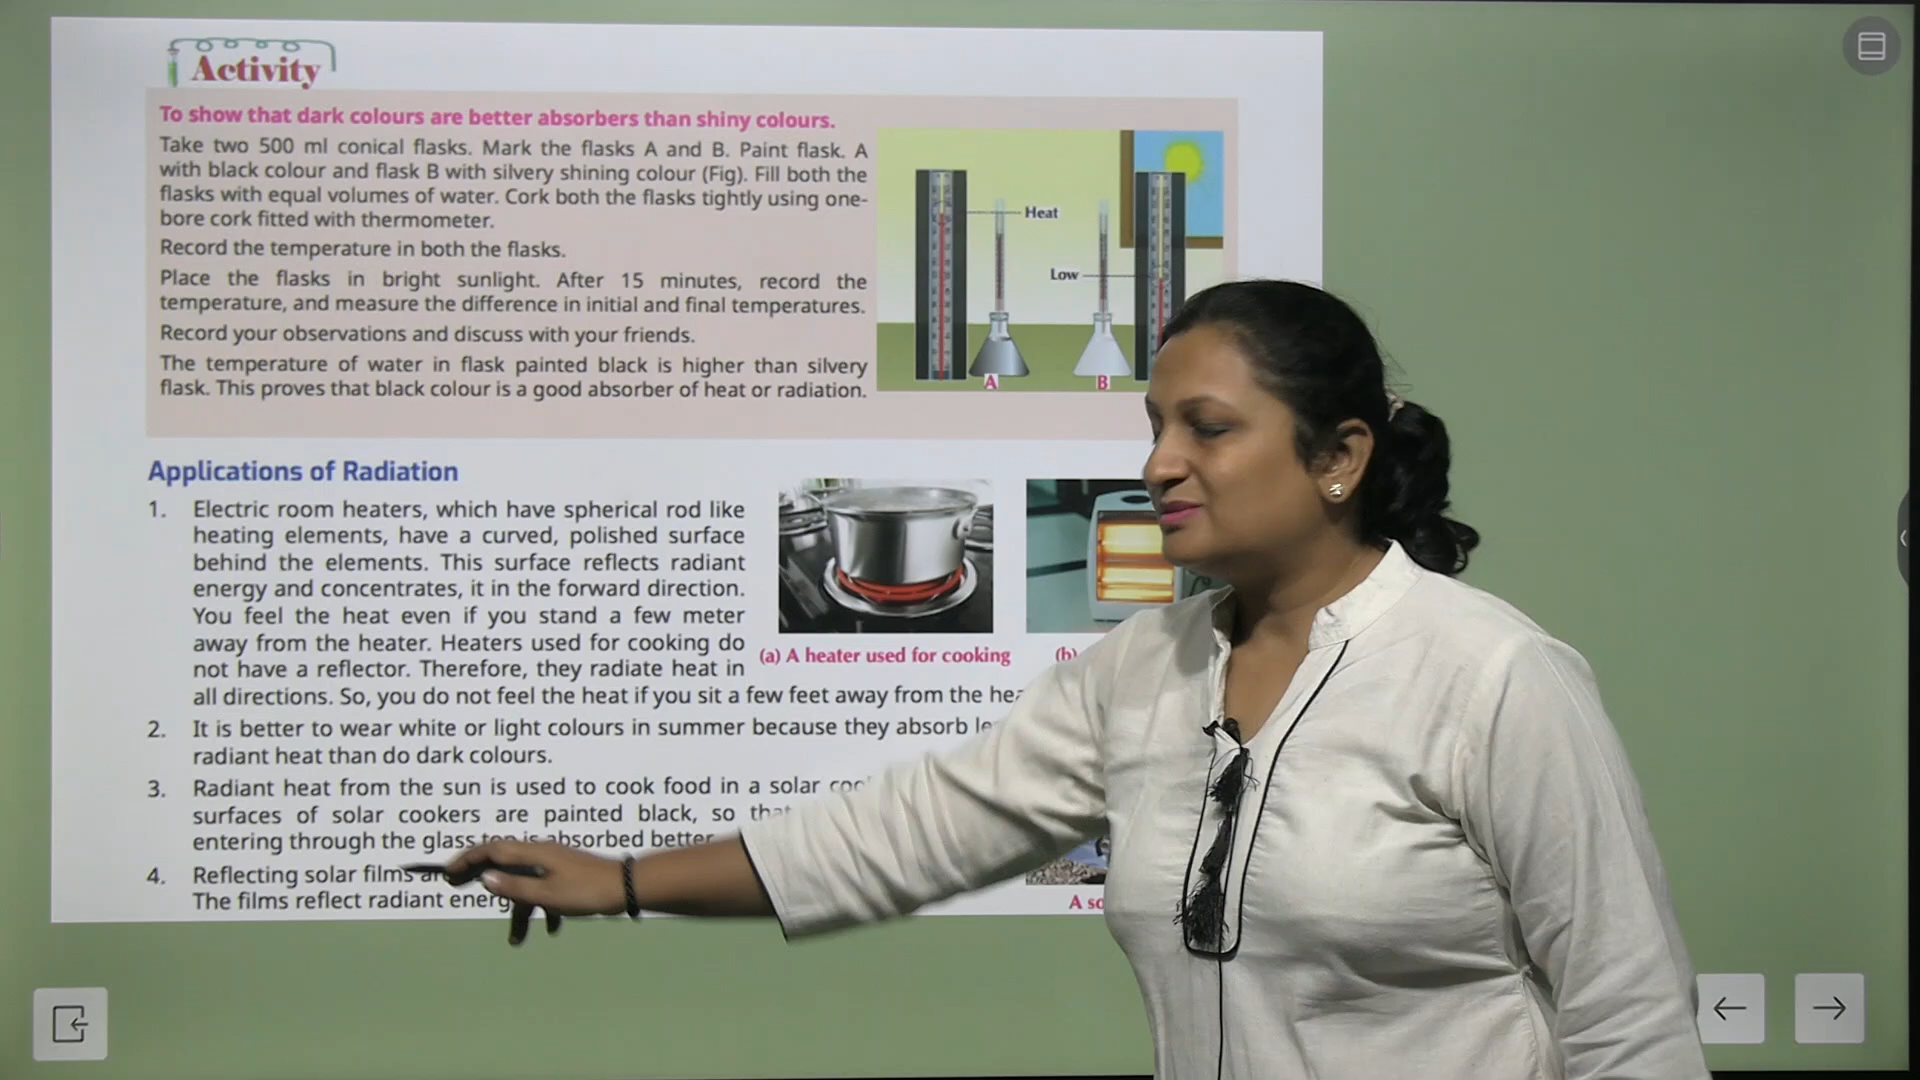 Activity
To show that dark colours are better absorbers than shiny colours.
Take two 500 ml conical flasks. Mark the flasks A and B. Paint flask. A
with black colour and flask B with silvery shining colour (Fig). Fill both the
flasks with equal volumes of water. Cork both the flasks tightly using one-
bore cork fitted with thermometer.
Record the temperature in both the flasks.
Place the flasks in bright sunlight. After 15 minutes, record the
temperature, and measure the difference in initial and final temperatures.
Record your observations and discuss with your friends.
The temperature of water in flask painted black is higher than silvery
flask. This proves that black colour is a good absorber of heat or radiation.
Heat
Low
A
B
Applications of Radiation
1. Electric room heaters, which have spherical rod like
heating elements, have a curved, polished surface
behind the elements. This surface reflects radiant
energy and concentrates, it in the forward direction.
You feel the heat even if you stand a few meter
away from the heater. Heaters used for cooking do
not have a reflector. Therefore, they radiate heat in
all directions. So, you do not feel the heat if you sit a few feet away from the
(a) A heater used for cooking
(b)
2. It is better to wear white or light colours in summer because they absorb
radiant heat than do dark colours.
3. Radiant heat from the sun is used to cook food in a solar
surfaces of solar cookers are painted black, so
entering through the glass top is absorbed better
4. Reflecting solar films
The films reflect radiant
A